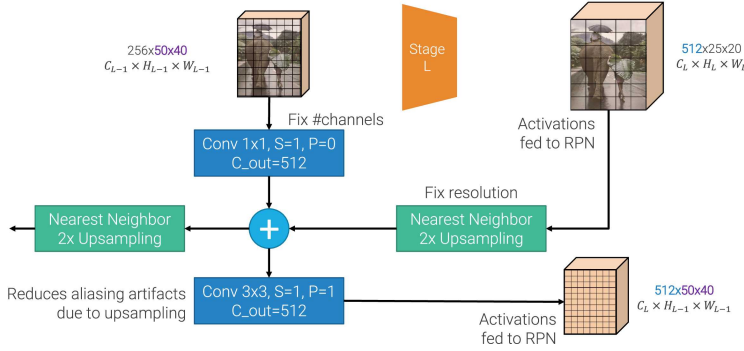 256x50x40
C_{L-1} × H_{L-1} × W_{L-1}
Stage
L
512x25x20
C_L × H_L × W_L
Fix #channels
Activations
fed to RPN
Conv 1x1, S=1, P=0
C_out=512
Fix resolution
Nearest Neighbor
2x Upsampling
+
Nearest Neighbor
2x Upsampling
Reduces aliasing artifacts
due to upsampling
Conv 3x3, S=1, P=1
C_out=512
Activations
fed to RPN
512x50x40
C_L × H_{L-1} × W_{L-1}